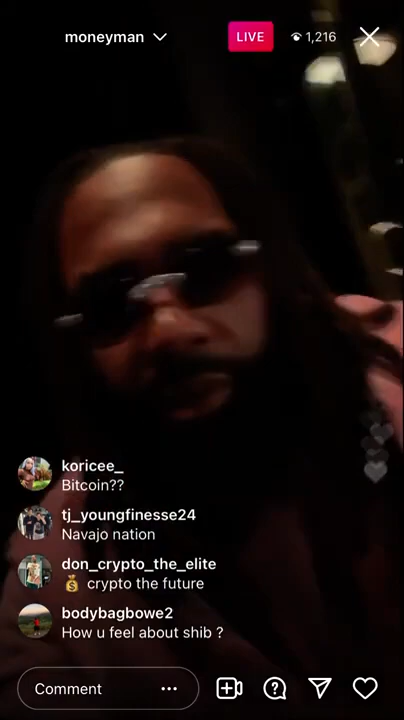 moneyman
LIVE
1,216
koricee_
Bitcoin??
tj_youngfinesse24
Navajo nation
don_crypto_the_elite
💰 crypto the future
bodybagbowe2
How u feel about shib ?
Comment